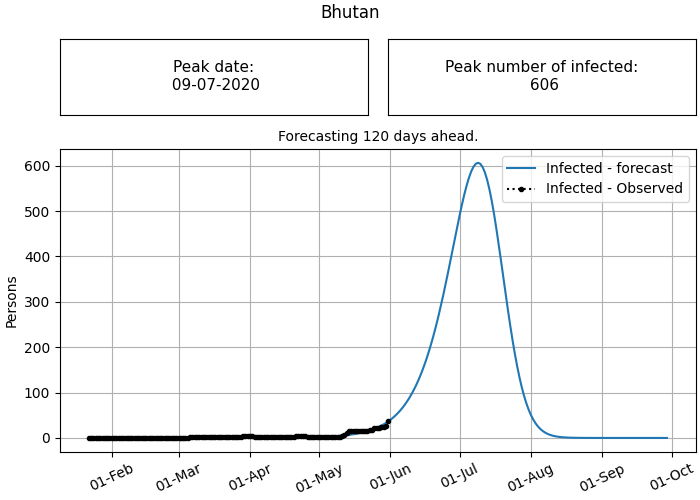 Bhutan
Peak date:
09-07-2020
Peak number of infected:
606
Forecasting 120 days ahead.
Infected - forecast
Infected - Observed
Persons
600
500
400
300
200
100
0
01-Feb
01-Mar
01-Apr
01-May
01-Jun
01-Jul
01-Aug
01-Sep
01-Oct